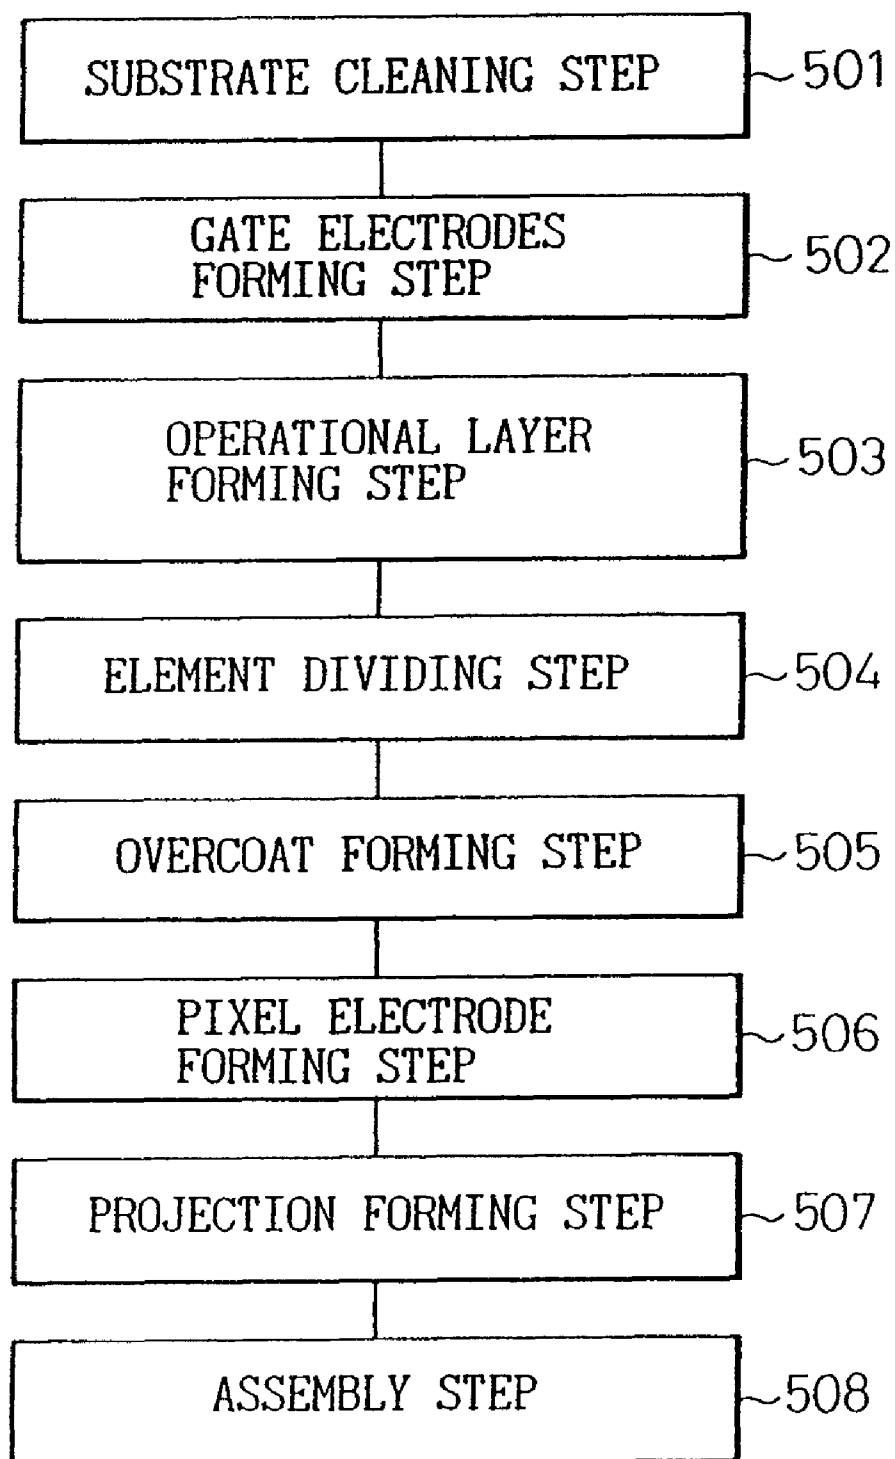 SUBSTRATE CLEANING STEP 501
GATE ELECTRODES
FORMING STEP
502
OPERATIONAL LAYER
FORMING STEP
503
ELEMENT DIVIDING STEP 504
OVERCOAT FORMING STEP 505
PIXEL ELECTRODE
FORMING STEP
506
PROJECTION FORMING STEP 507
ASSEMBLY STEP 508